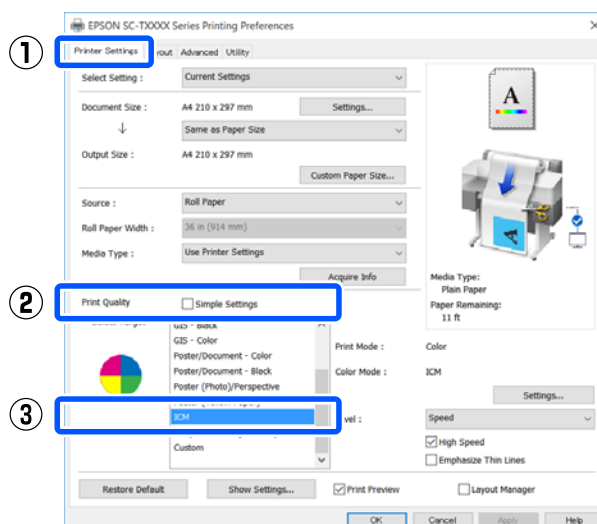 EPSON SC-TXXXX Series Printing Preferences
1
Printer Settings
Advanced
Utility
Select Setting :
Current Settings
Document Size :
A4 210 x 297 mm
Settings...
Same as Paper Size
Output Size :
A4 210 x 297 mm
Custom Paper Size...
A
Source :
Roll Paper
Roll Paper Width :
36 in (914 mm)
Media Type :
Use Printer Settings
Acquire Info
Media Type:
Plain Paper
Paper Remaining:
11 ft
2
Print Quality
Simple Settings
GIS - Black
GIS - Color
Poster/Document - Color
Poster/Document - Black
Poster (Photo)/Perspective
Print Mode :
Color
Color Mode :
ICM
Settings...
3
ICM
Custom
Speed
High Speed
Emphasize Thin Lines
Restore Default
Show Settings...
Print Preview
Layout Manager
OK
Cancel
Apply
Help